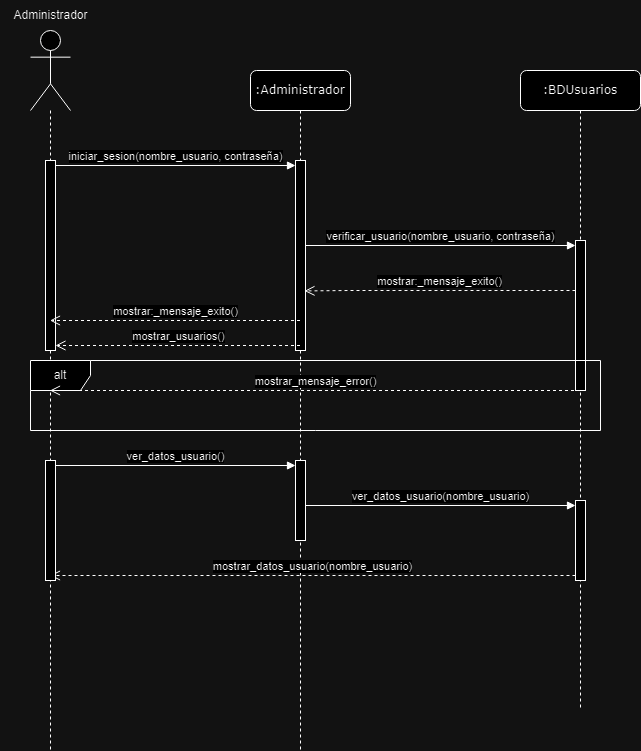 Administrador
:Administrador
:BDUsuarios
iniciar_sesion(nombre_usuario, contraseña)
verificar_usuario(nombre_usuario, contraseña)
mostrar:_mensaje_exito()
mostrar:_mensaje_exito()
mostrar_usuarios()
alt
mostrar_mensaje_error()
ver_datos_usuario()
ver_datos_usuario(nombre_usuario)
mostrar_datos_usuario(nombre_usuario)